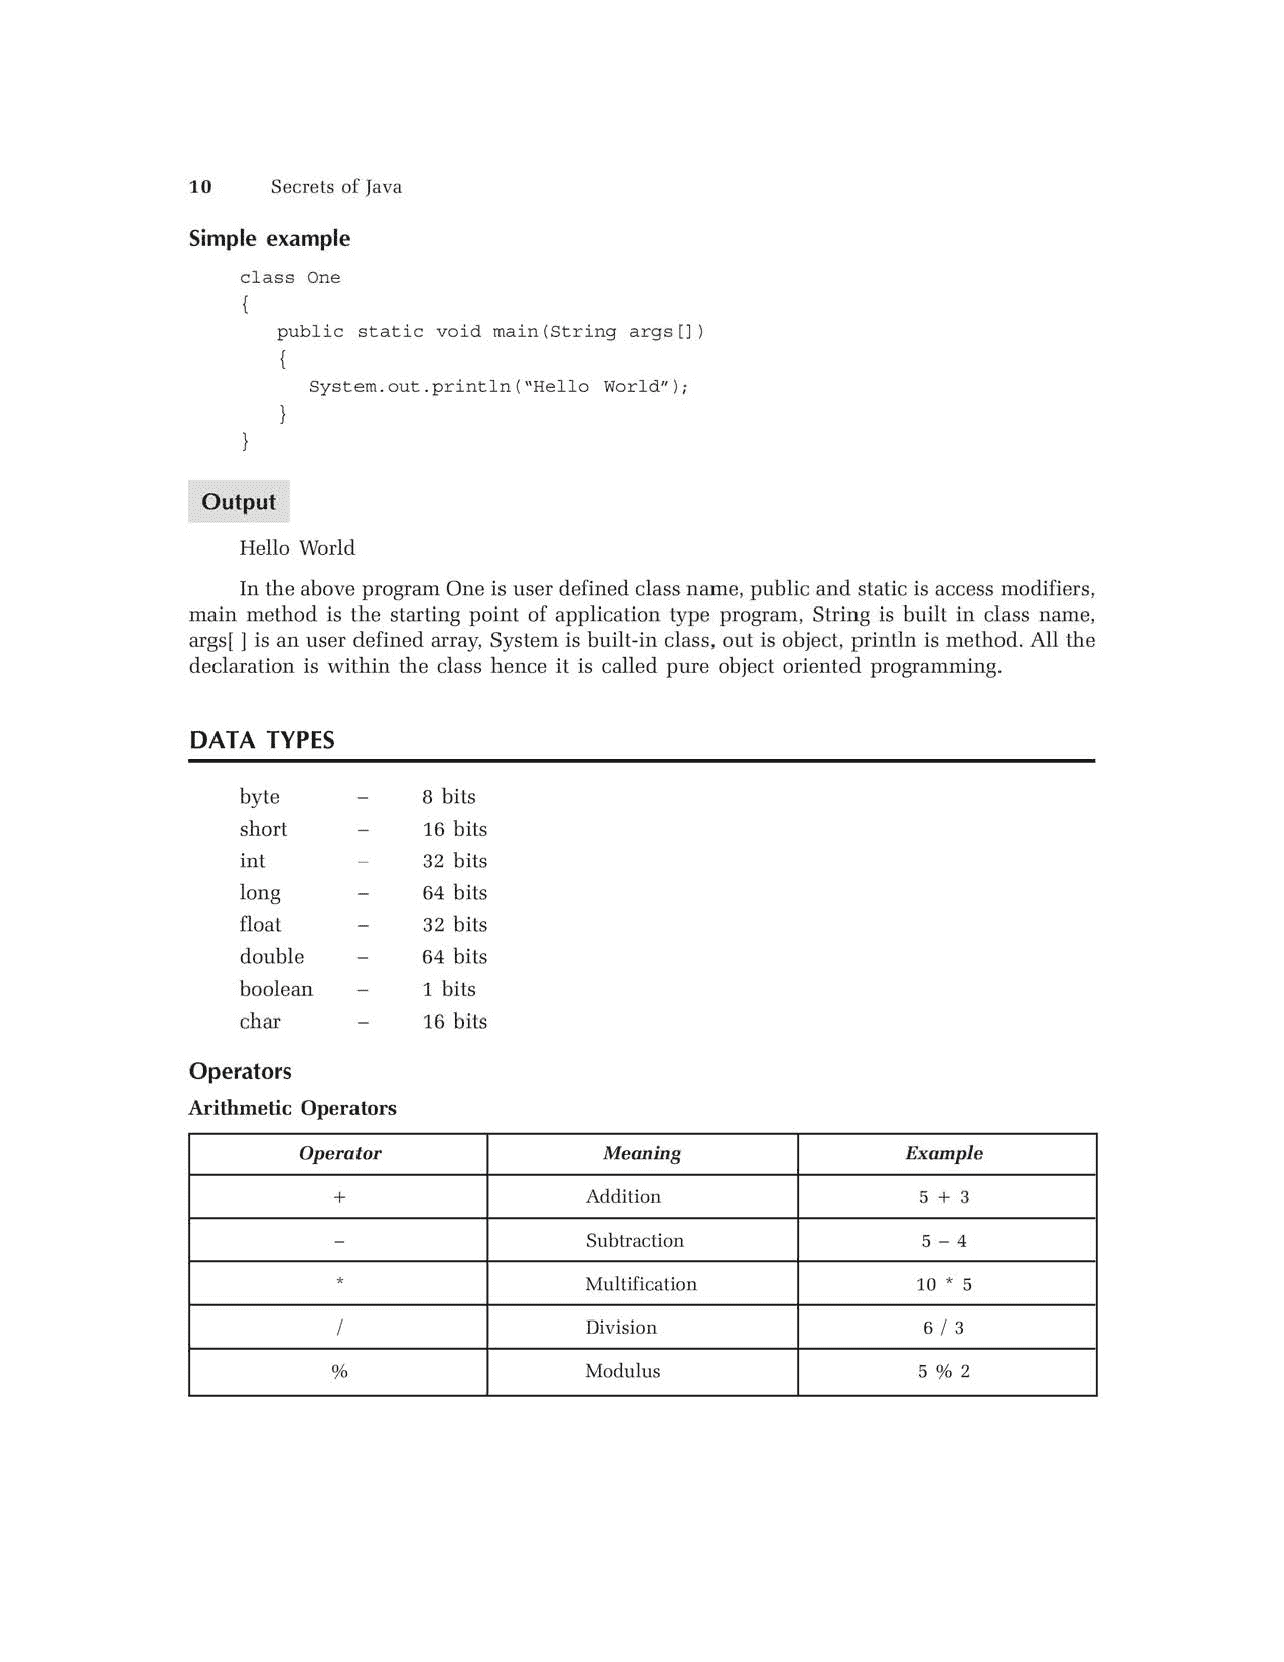 10 Secrets of Java
Simple example
class One
{
public static void main(String args[])
{
System.out.println(“Hello World”);
}
}
Output
Hello World
In the above program One is user defined class name, public and static is access modifiers,
main method is the starting point of application type program, String is built in class name,
args[ ] is an user defined array, System is built-in class, out is object, println is method. All the
declaration is within the class hence it is called pure object oriented programming.
DATA TYPES
byte – 8 bits
short – 16 bits
int – 32 bits
long – 64 bits
float – 32 bits
double – 64 bits
boolean – 1 bits
char – 16 bits
Operators
Arithmetic Operators
Operator Meaning Example
+ Addition 5 + 3
– Subtraction 5 – 4
* Multification 10 * 5
/ Division 6 / 3
% Modulus 5 % 2